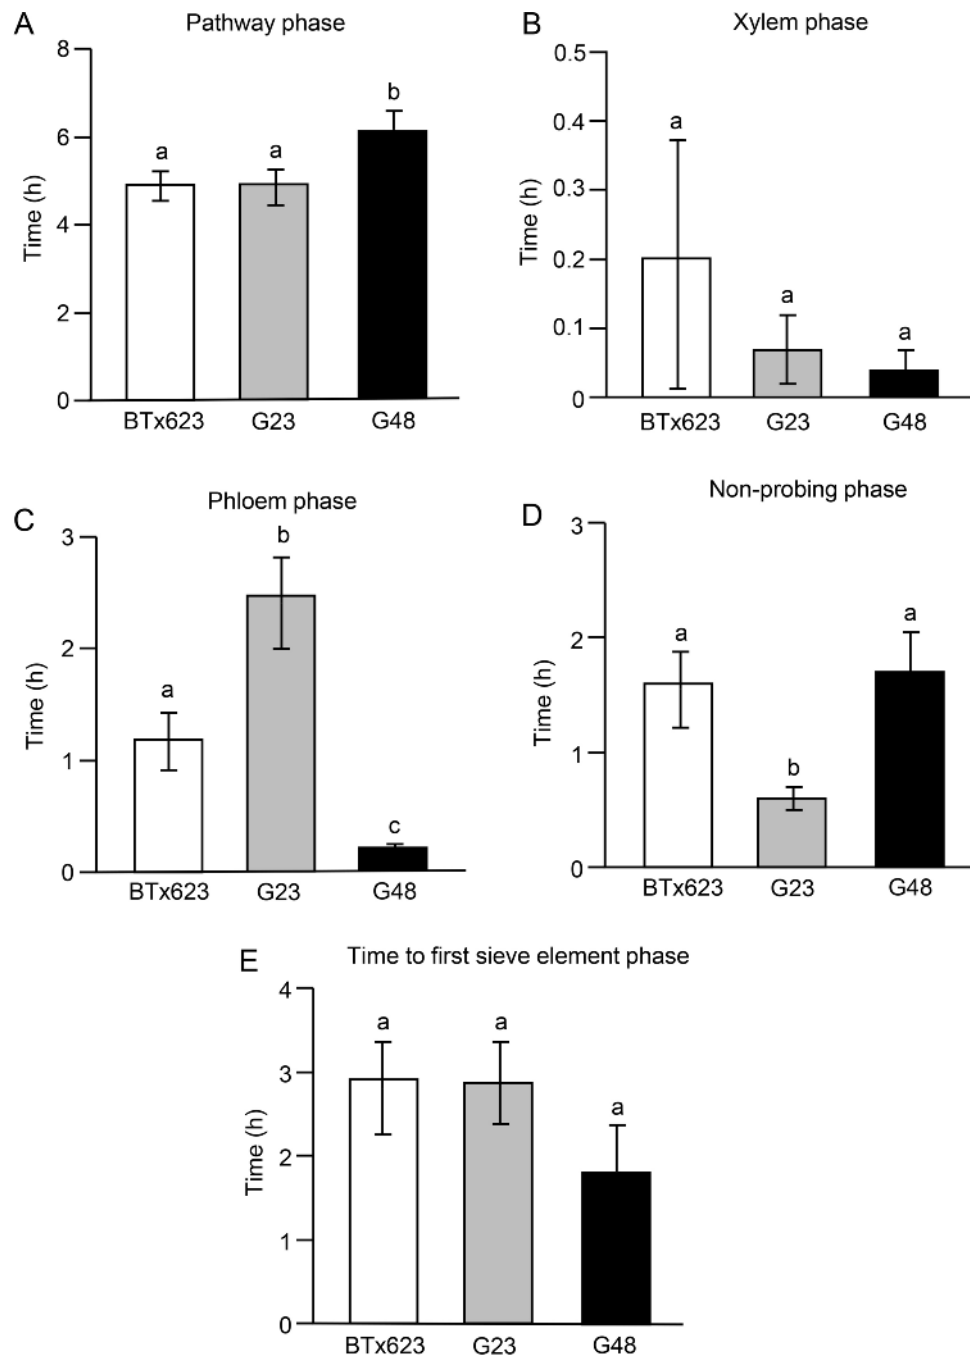 A
Pathway phase
8
6
4
2
0
Time (h)
a
a
b
BTx623
G23
G48
B
Xylem phase
0.5
0.4
0.3
0.2
0.1
0
Time (h)
a
a
a
BTx623
G23
G48
C
Phloem phase
3
2
1
0
Time (h)
a
b
c
BTx623
G23
G48
D
Non-probing phase
3
2
1
0
Time (h)
a
b
a
BTx623
G23
G48
E
Time to first sieve element phase
4
3
2
1
0
Time (h)
a
a
a
BTx623
G23
G48